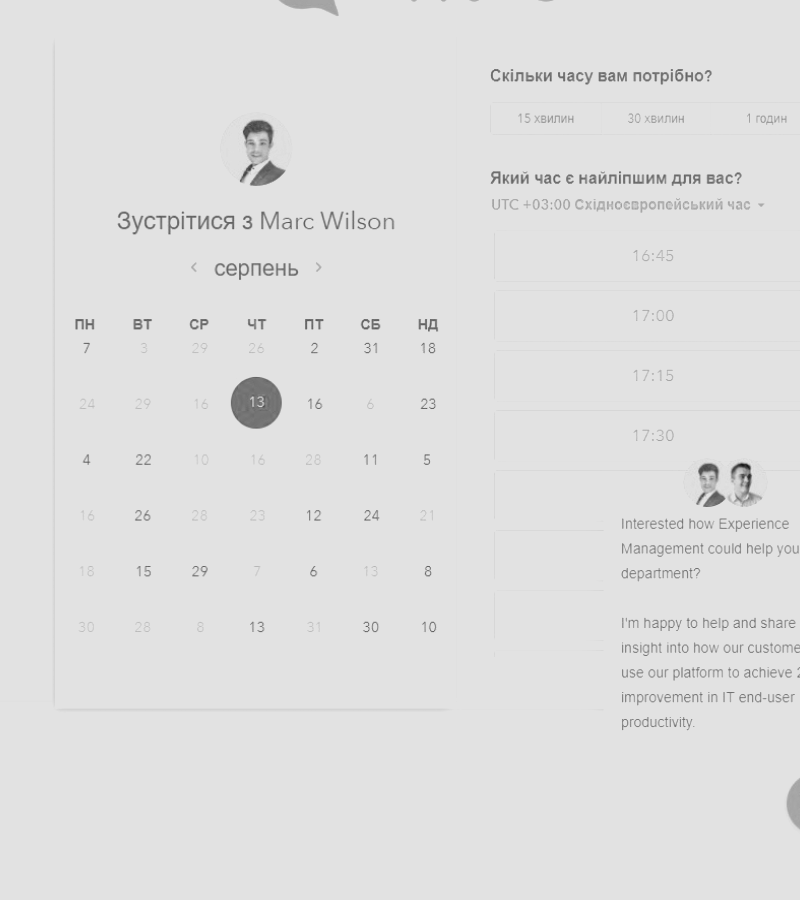 Зустрітися з Marc Wilson
‹ серпень ›
ПН ВТ СР ЧТ ПТ СБ НД
7 3 29 26 2 31 18
24 29 16 13 16 6 23
4 22 10 16 28 11 5
16 26 28 23 12 24 21
18 15 29 7 6 13 8
30 28 8 13 31 30 10
Скільки часу вам потрібно?
15 хвилин 30 хвилин 1 годин
Який час є найліпшим для вас?
UTC +03:00 Східноєвропейський час
16:45
17:00
17:15
17:30
Interested how Experience
Management could help you
department?
I'm happy to help and share
insight into how our custome
use our platform to achieve 2
improvement in IT end-user
productivity.